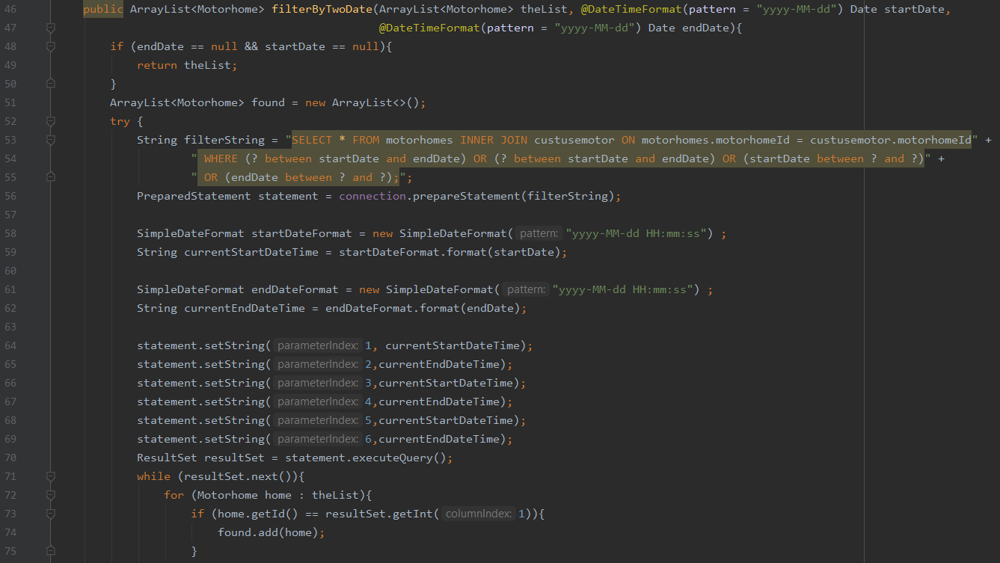 46 public ArrayList<Motorhome> filterByTwoDate(ArrayList<Motorhome> theList, @DateTimeFormat(pattern = "yyyy-MM-dd") Date startDate,
47 @DateTimeFormat(pattern = "yyyy-MM-dd") Date endDate){
48 if (endDate == null && startDate == null){
49 return theList;
50 }
51 ArrayList<Motorhome> found = new ArrayList<>();
52 try {
53 String filterString = "SELECT * FROM motorhomes INNER JOIN custusemotor ON motorhomes.motorhomeId = custusemotor.motorhomeId" +
54 " WHERE (? between startDate and endDate) OR (? between startDate and endDate) OR (startDate between ? and ?)" +
55 " OR (endDate between ? and ?);";
56 PreparedStatement statement = connection.prepareStatement(filterString);
57
58 SimpleDateFormat startDateFormat = new SimpleDateFormat( pattern: "yyyy-MM-dd HH:mm:ss") ;
59 String currentStartDateTime = startDateFormat.format(startDate);
60
61 SimpleDateFormat endDateFormat = new SimpleDateFormat( pattern: "yyyy-MM-dd HH:mm:ss") ;
62 String currentEndDateTime = endDateFormat.format(endDate);
63
64 statement.setString( parameterIndex: 1, currentStartDateTime);
65 statement.setString( parameterIndex: 2,currentEndDateTime);
66 statement.setString( parameterIndex: 3,currentStartDateTime);
67 statement.setString( parameterIndex: 4,currentEndDateTime);
68 statement.setString( parameterIndex: 5,currentStartDateTime);
69 statement.setString( parameterIndex: 6,currentEndDateTime);
70 ResultSet resultSet = statement.executeQuery();
71 while (resultSet.next()){
72 for (Motorhome home : theList){
73 if (home.getId() == resultSet.getInt( columnIndex: 1)){
74 found.add(home);
75 }